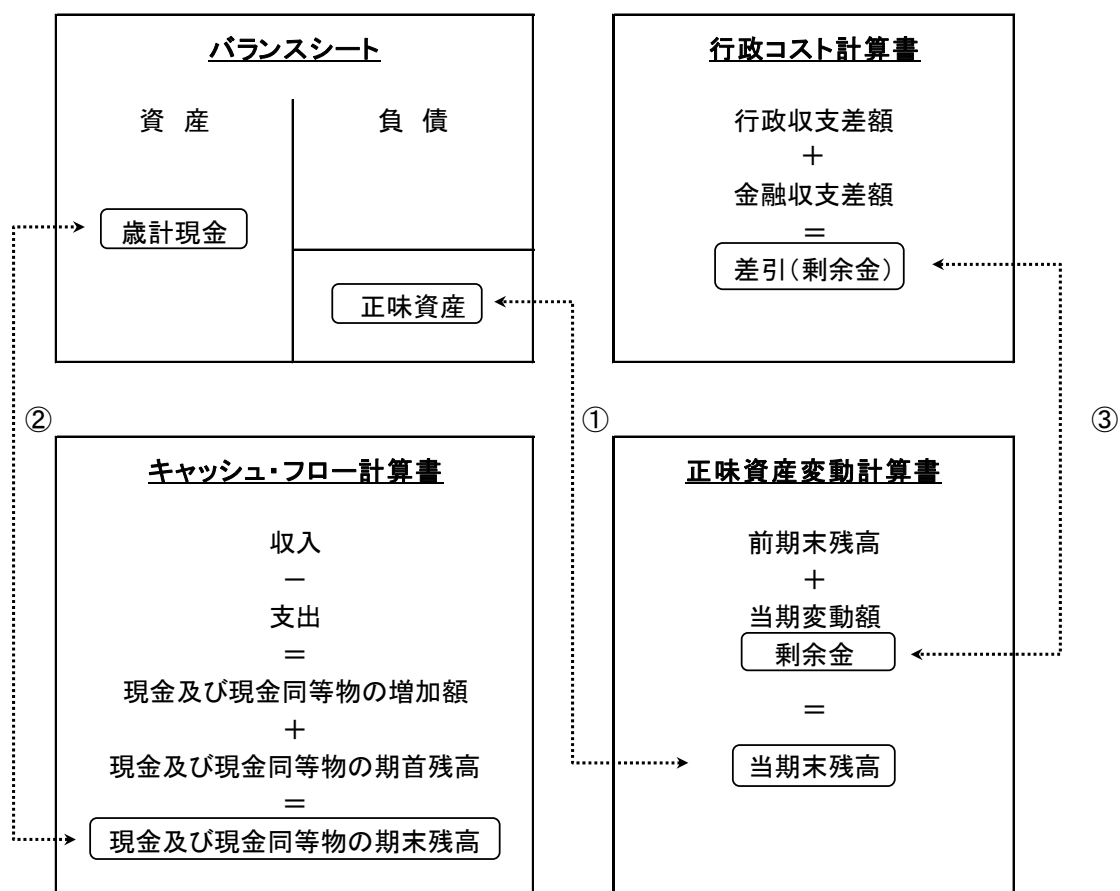 バランスシート
資 産
負 債
歳計現金
正味資産
行政コスト計算書
行政収支差額
＋
金融収支差額
＝
差引(剰余金)
②
①
③
キャッシュ・フロー計算書
収入
－
支出
＝
現金及び現金同等物の増加額
＋
現金及び現金同等物の期首残高
＝
現金及び現金同等物の期末残高
正味資産変動計算書
前期末残高
＋
当期変動額
剰余金
＝
当期末残高